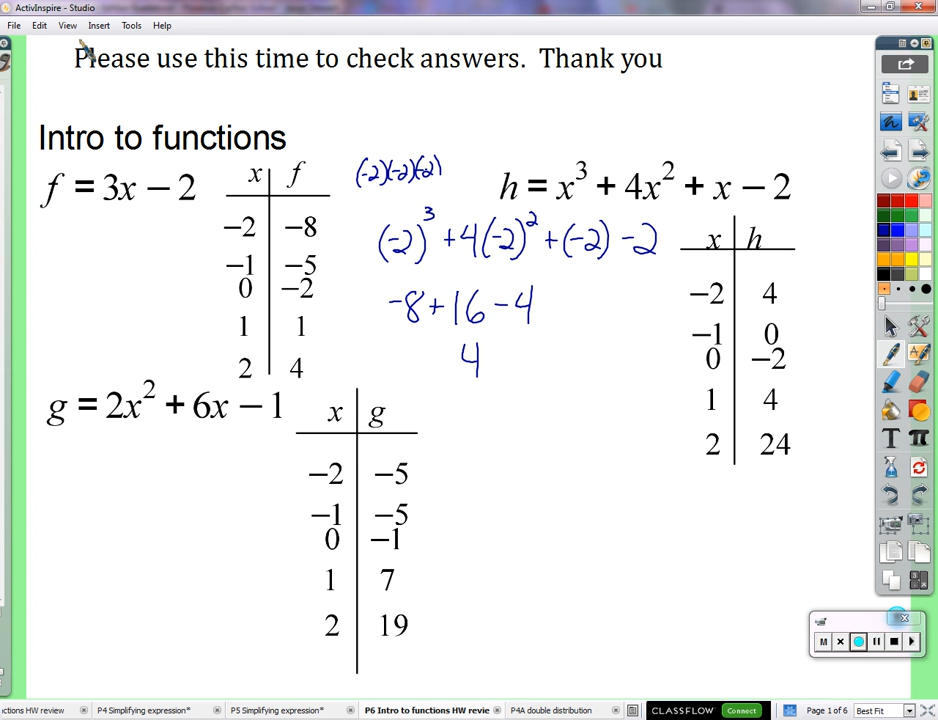 ActivInspire - Studio
File Edit View Insert Tools Help
Please use this time to check answers. Thank you
Intro to functions
f = 3x − 2
x f
−2 −8
−1 −5
0 −2
1 1
2 4
(-2)(-2)(-2)
(-2)³ + 4(-2)² + (-2) - 2
-8 + 16 - 4
4
h = x³ + 4x² + x − 2
x h
−2 4
−1 0
0 −2
1 4
2 24
g = 2x² + 6x − 1
x g
−2 −5
−1 −5
0 −1
1 7
2 19
T π
M
ctions HW review P4 Simplifying expression* P5 Simplifying expression* P6 Intro to functions HW revie P4A double distribution CLASSFLOW Connect Page 1 of 6 Best Fit